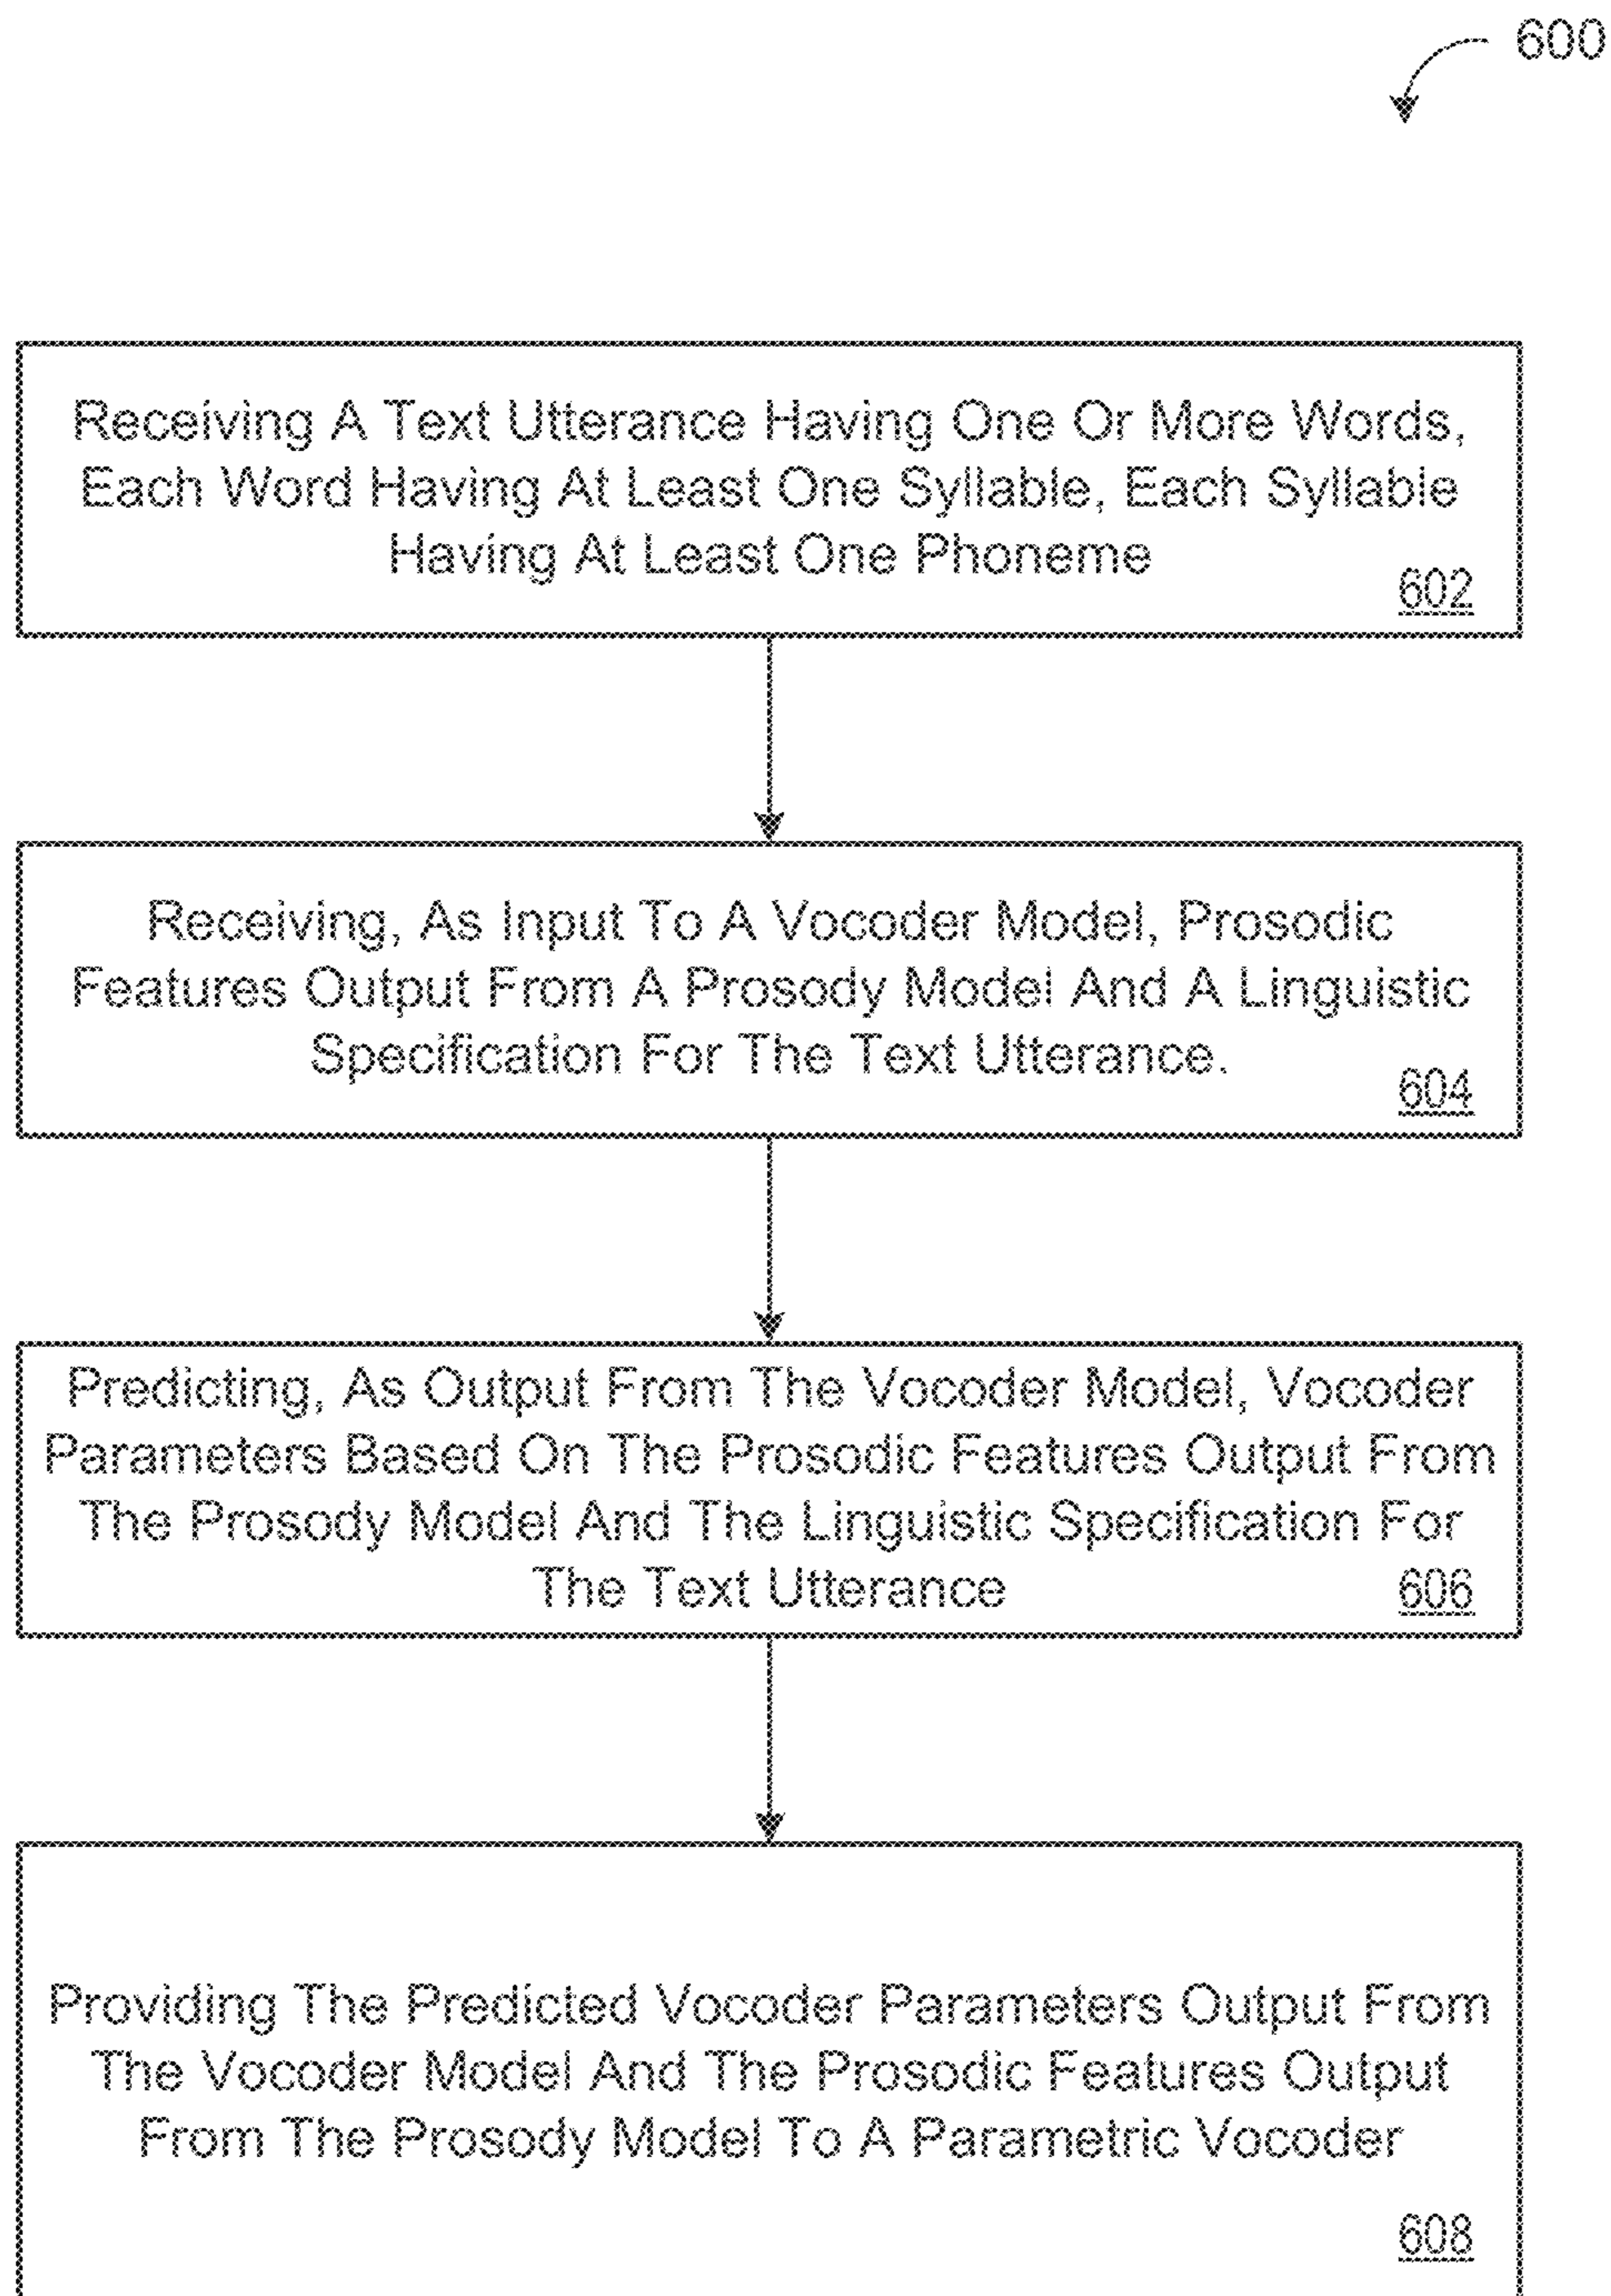 600
Receiving A Text Utterance Having One Or More Words,
Each Word Having At Least One Syllable, Each Syllable
Having At Least One Phoneme
602
Receiving, As Input To A Vocoder Model, Prosodic
Features Output From A Prosody Model And A Linguistic
Specification For The Text Utterance.
604
Predicting, As Output From The Vocoder Model, Vocoder
Parameters Based On The Prosodic Features Output From
The Prosody Model And The Linguistic Specification For
The Text Utterance
606
Providing The Predicted Vocoder Parameters Output From
The Vocoder Model And The Prosodic Features Output
From The Prosody Model To A Parametric Vocoder
608